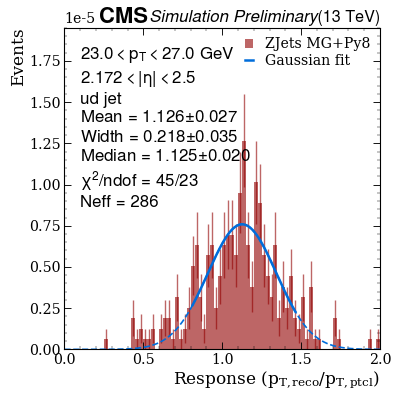 1e-5 CMS Simulation Preliminary (13 TeV)
Events
23.0 < pT < 27.0 GeV
2.172 < |η| < 2.5
ud jet
Mean = 1.126±0.027
Width = 0.218±0.035
Median = 1.125±0.020
χ²/ndof = 45/23
Neff = 286
ZJets MG+Py8
Gaussian fit
1.75
1.50
1.25
1.00
0.75
0.50
0.25
0.00
0.0 0.5 1.0 1.5 2.0
Response (pT,reco/pT,ptcl)